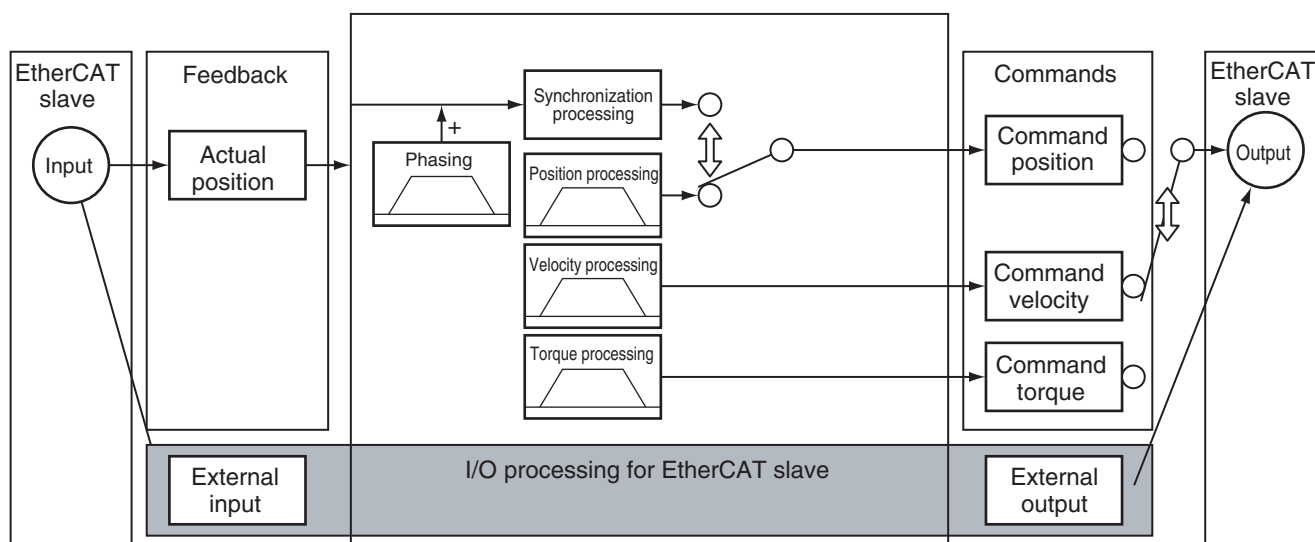 EtherCAT
slave
Input
Feedback
Actual
position
Phasing
+
Synchronization
processing
Position processing
Velocity processing
Torque processing
Commands
Command
position
Command
velocity
Command
torque
EtherCAT
slave
Output
External
input
I/O processing for EtherCAT slave
External
output